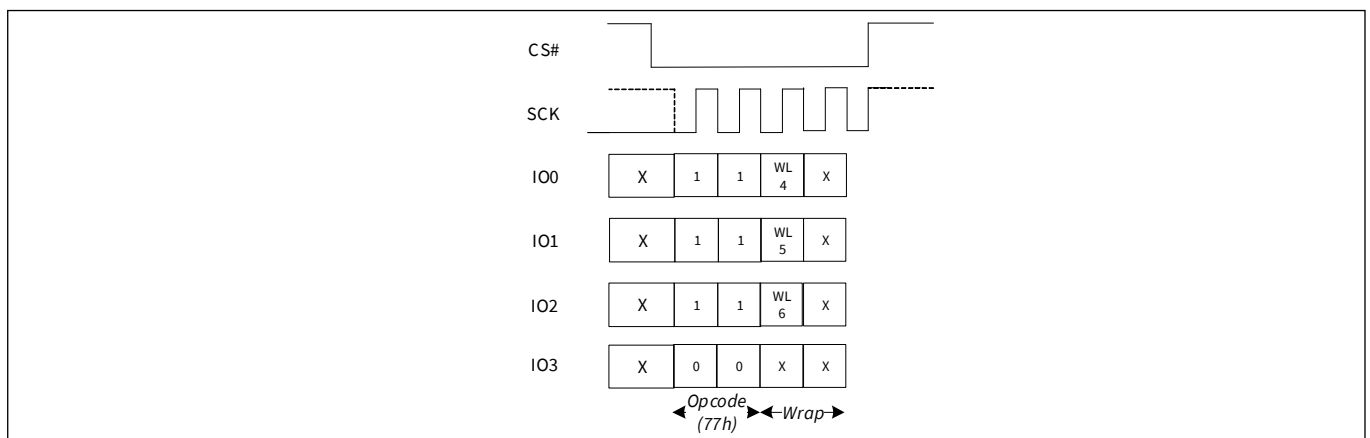 CS#
SCK
IO0 X 1 1 WL 4 X
IO1 X 1 1 WL 5 X
IO2 X 1 1 WL 6 X
IO3 X 0 0 X X
Opcode (77h) Wrap